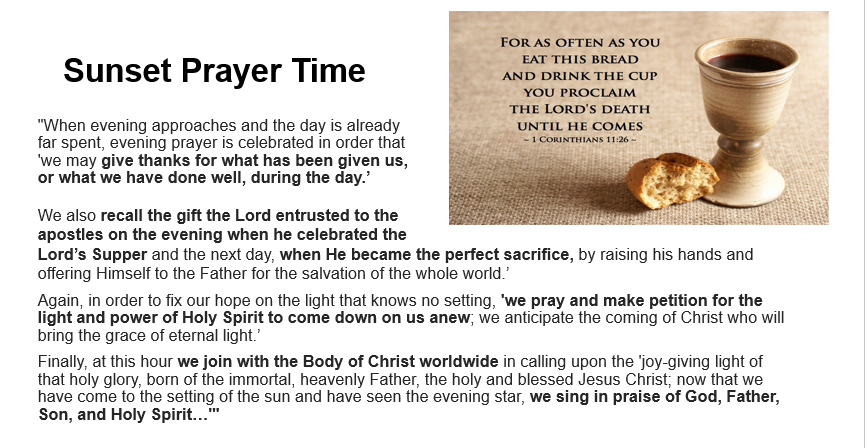 Sunset Prayer Time
"When evening approaches and the day is already
far spent, evening prayer is celebrated in order that
'we may give thanks for what has been given us,
or what we have done well, during the day.’
We also recall the gift the Lord entrusted to the
apostles on the evening when he celebrated the
Lord’s Supper and the next day, when He became the perfect sacrifice, by raising his hands and
offering Himself to the Father for the salvation of the whole world.’
Again, in order to fix our hope on the light that knows no setting, 'we pray and make petition for the
light and power of Holy Spirit to come down on us anew; we anticipate the coming of Christ who will
bring the grace of eternal light.’
Finally, at this hour we join with the Body of Christ worldwide in calling upon the 'joy-giving light of
that holy glory, born of the immortal, heavenly Father, the holy and blessed Jesus Christ; now that we
have come to the setting of the sun and have seen the evening star, we sing in praise of God, Father,
Son, and Holy Spirit…'"
FOR AS OFTEN AS YOU
EAT THIS BREAD
AND DRINK THE CUP
YOU PROCLAIM
THE LORD'S DEATH
UNTIL HE COMES
~ 1 CORINTHIANS 11:26 ~